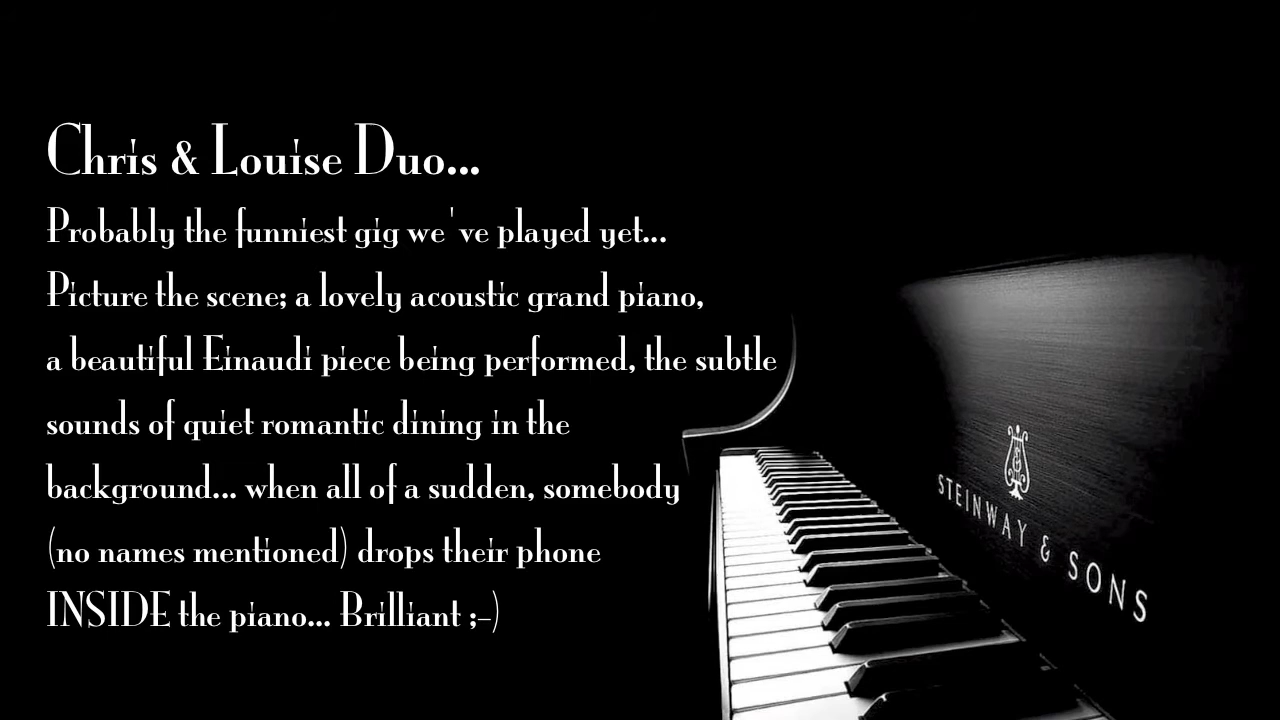 Chris & Louise Duo...
Probably the funniest gig we've played yet...
Picture the scene; a lovely acoustic grand piano,
a beautiful Einaudi piece being performed, the subtle
sounds of quiet romantic dining in the
background... when all of a sudden, somebody
(no names mentioned) drops their phone
INSIDE the piano... Brilliant ;-)
STEINWAY & SONS